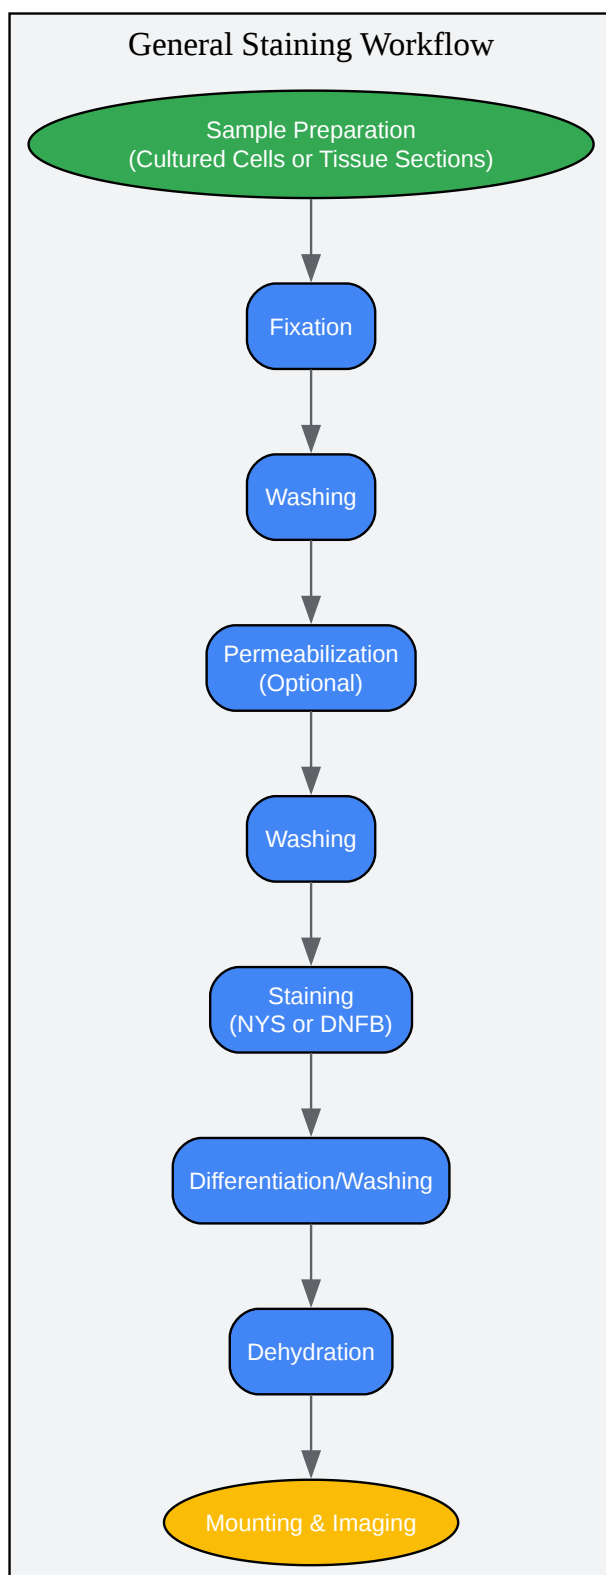 General Staining Workflow
Sample Preparation
(Cultured Cells or Tissue Sections)
Fixation
Washing
Permeabilization
(Optional)
Washing
Staining
(NYS or DNFB)
Differentiation/Washing
Dehydration
Mounting & Imaging